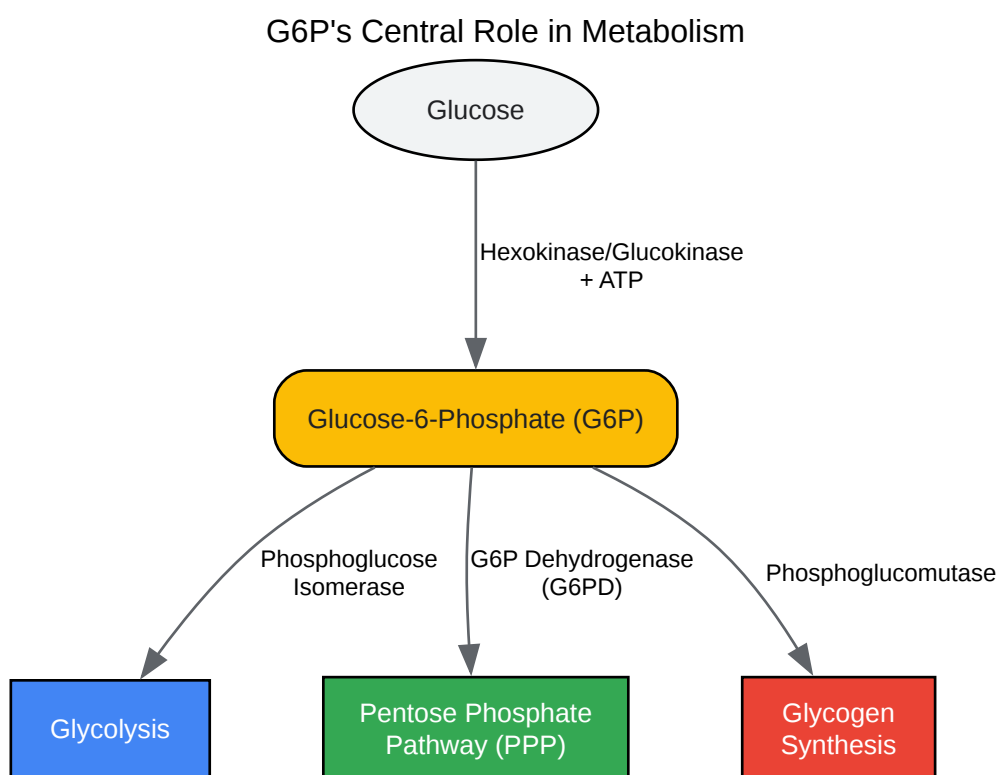 G6P's Central Role in Metabolism
Glucose
Hexokinase/Glucokinase
+ ATP
Glucose-6-Phosphate (G6P)
Phosphoglucose
Isomerase
G6P Dehydrogenase
(G6PD)
Phosphoglucomutase
Glycolysis
Pentose Phosphate
Pathway (PPP)
Glycogen
Synthesis